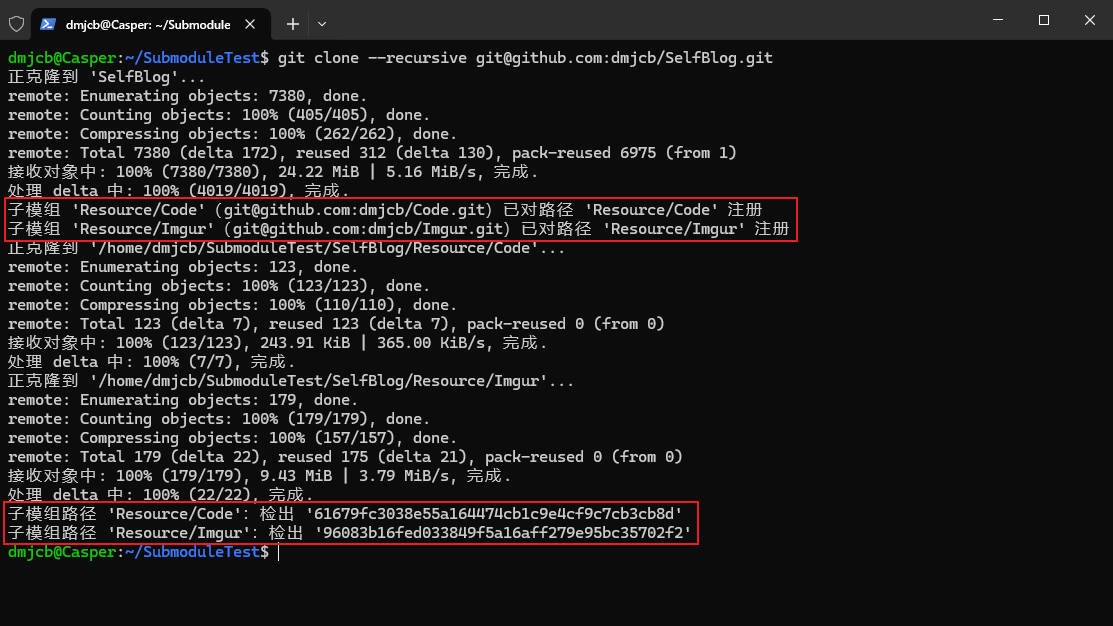 dmjcb@Casper: ~/Submodule
dmjcb@Casper:~/SubmoduleTest$ git clone --recursive git@github.com:dmjcb/SelfBlog.git
正克隆到 'SelfBlog'...
remote: Enumerating objects: 7380, done.
remote: Counting objects: 100% (405/405), done.
remote: Compressing objects: 100% (262/262), done.
remote: Total 7380 (delta 172), reused 312 (delta 130), pack-reused 6975 (from 1)
接收对象中: 100% (7380/7380), 24.22 MiB | 5.16 MiB/s, 完成.
处理 delta 中: 100% (4019/4019), 完成.
子模组 'Resource/Code'（git@github.com:dmjcb/Code.git）已对路径 'Resource/Code' 注册
子模组 'Resource/Imgur'（git@github.com:dmjcb/Imgur.git）已对路径 'Resource/Imgur' 注册
正克隆到 '/home/dmjcb/SubmoduleTest/SelfBlog/Resource/Code'...
remote: Enumerating objects: 123, done.
remote: Counting objects: 100% (123/123), done.
remote: Compressing objects: 100% (110/110), done.
remote: Total 123 (delta 7), reused 123 (delta 7), pack-reused 0 (from 0)
接收对象中: 100% (123/123), 243.91 KiB | 365.00 KiB/s, 完成.
处理 delta 中: 100% (7/7), 完成.
正克隆到 '/home/dmjcb/SubmoduleTest/SelfBlog/Resource/Imgur'...
remote: Enumerating objects: 179, done.
remote: Counting objects: 100% (179/179), done.
remote: Compressing objects: 100% (157/157), done.
remote: Total 179 (delta 22), reused 175 (delta 21), pack-reused 0 (from 0)
接收对象中: 100% (179/179), 9.43 MiB | 3.79 MiB/s, 完成.
处理 delta 中: 100% (22/22), 完成.
子模组路径 'Resource/Code'：检出 '61679fc3038e55a164474cb1c9e4cf9c7cb3cb8d'
子模组路径 'Resource/Imgur'：检出 '96083b16fed033849f5a16aff279e95bc35702f2'
dmjcb@Casper:~/SubmoduleTest$